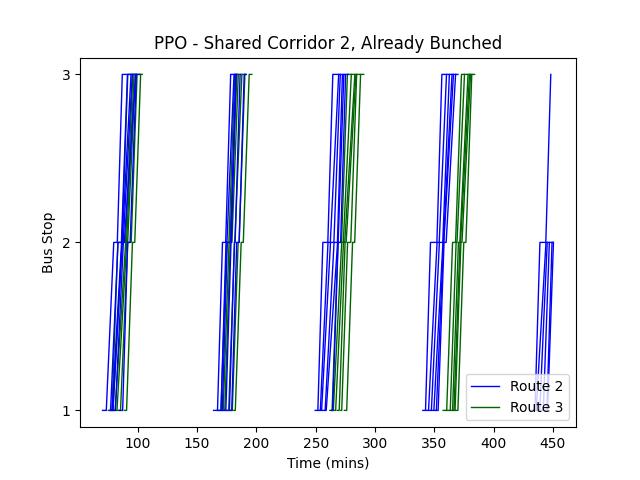 PPO - Shared Corridor 2, Already Bunched
3
2
1
Bus Stop
100 150 200 250 300 350 400 450
Time (mins)
Route 2
Route 3